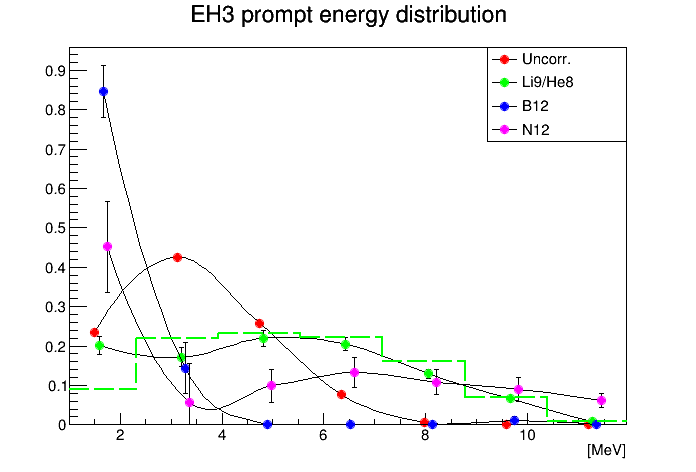 EH3 prompt energy distribution
Uncorr.
Li9/He8
B12
N12
0.9
0.8
0.7
0.6
0.5
0.4
0.3
0.2
0.1
0
2 4 6 8 10
[MeV]